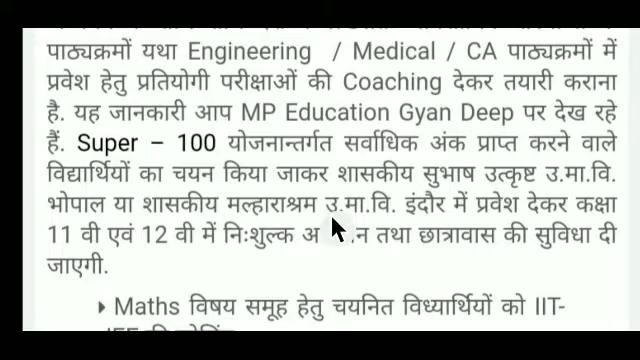 पाठ्यक्रमों यथा Engineering / Medical / CA पाठ्यक्रमों में
प्रवेश हेतु प्रतियोगी परीक्षाओं की Coaching देकर तयारी कराना
है. यह जानकारी आप MP Education Gyan Deep पर देख रहे
हैं. Super – 100 योजनान्तर्गत सर्वाधिक अंक प्राप्त करने वाले
विद्यार्थियों का चयन किया जाकर शासकीय सुभाष उत्कृष्ट उ.मा.वि.
भोपाल या शासकीय मल्हाराश्रम उ.मा.वि. इंदौर में प्रवेश देकर कक्षा
11 वी एवं 12 वी में निःशुल्क तथा छात्रावास की सुविधा दी
जाएगी.
Maths विषय समूह हेतु चयनित विध्यार्थियों को IIT-